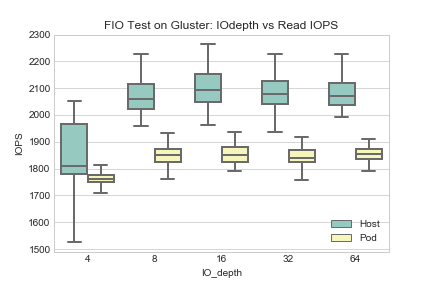 FIO Test on Gluster: IOdepth vs Read IOPS
2300
2200
2100
2000
1900
1800
1700
1600
1500
IOPS
4 8 16 32 64
IO_depth
Host
Pod